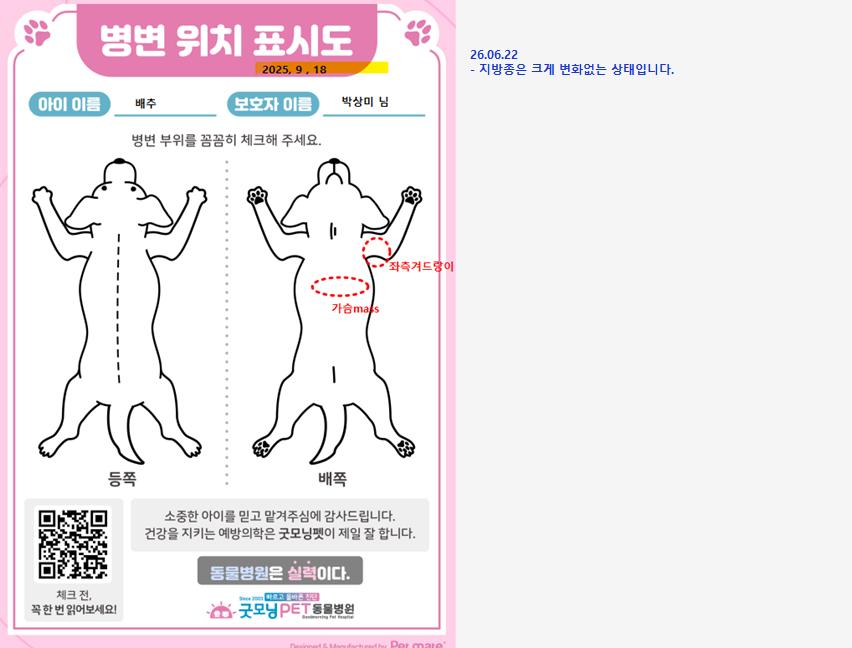 병변 위치 표시도
2025, 9 , 18
아이 이름 배추 보호자 이름 박상미 님
병변 부위를 꼼꼼히 체크해 주세요.
좌측겨드랑이
가슴mass
등쪽 배쪽
소중한 아이를 믿고 맡겨주심에 감사드립니다.
건강을 지키는 예방의학은 굿모닝펫이 제일 잘 합니다.
동물병원은 실력이다.
체크 전,
꼭 한 번 읽어보세요!
Since 2003 빠르고 올바른 진단
굿모닝PET동물병원
Goodmorning Pet Hospital
Designed & Manufactured by Pet mate
26.06.22
- 지방종은 크게 변화없는 상태입니다.